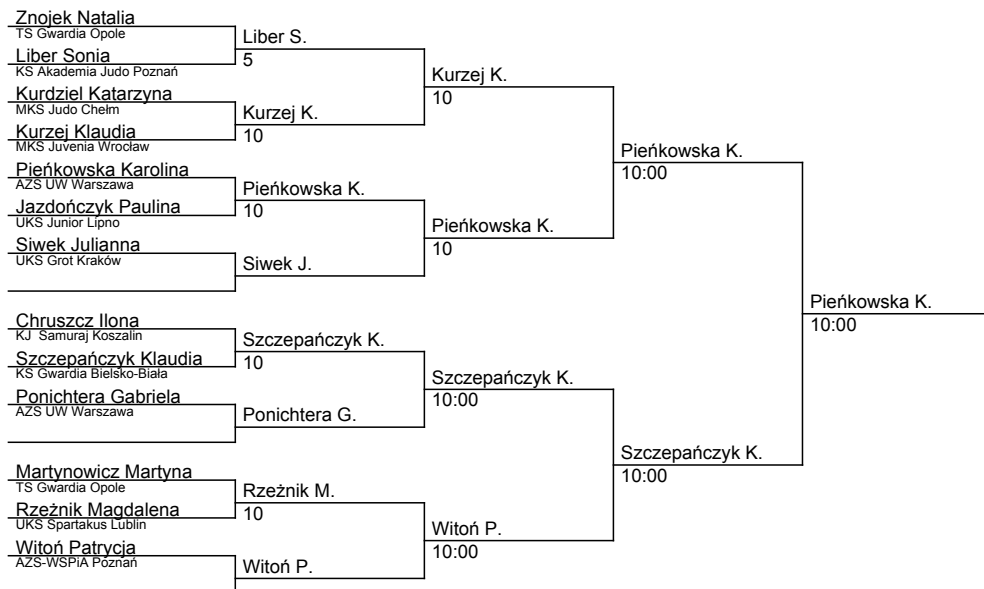 Znojek Natalia
TS Gwardia Opole
Liber Sonia
KS Akademia Judo Poznań
Kurdziel Katarzyna
MKS Judo Chełm
Kurzej Klaudia
MKS Juvenia Wrocław
Pieńkowska Karolina
AZS UW Warszawa
Jazdończyk Paulina
UKS Junior Lipno
Siwek Julianna
UKS Grot Kraków
Chruszcz Ilona
KJ  Samuraj Koszalin
Szczepańczyk Klaudia
KS Gwardia Bielsko-Biała
Ponichtera Gabriela
AZS UW Warszawa
Martynowicz Martyna
TS Gwardia Opole
Rzeżnik Magdalena
UKS Spartakus Lublin
Witoń Patrycja
AZS-WSPiA Poznań
Liber S.
5
Kurzej K.
10
Pieńkowska K.
10
Siwek J.
Szczepańczyk K.
10
Ponichtera G.
Rzeżnik M.
10
Witoń P.
Kurzej K.
10
Pieńkowska K.
10
Szczepańczyk K.
10:00
Witoń P.
10:00
Pieńkowska K.
10:00
Szczepańczyk K.
10:00
Pieńkowska K.
10:00